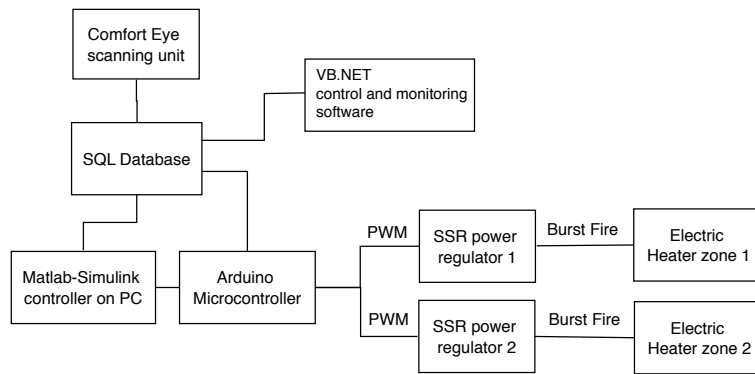 Comfort Eye
scanning unit
VB.NET
control and monitoring
software
SQL Database
Matlab-Simulink
controller on PC
Arduino
Microcontroller
PWM
SSR power
regulator 1
Burst Fire
Electric
Heater zone 1
PWM
SSR power
regulator 2
Burst Fire
Electric
Heater zone 2